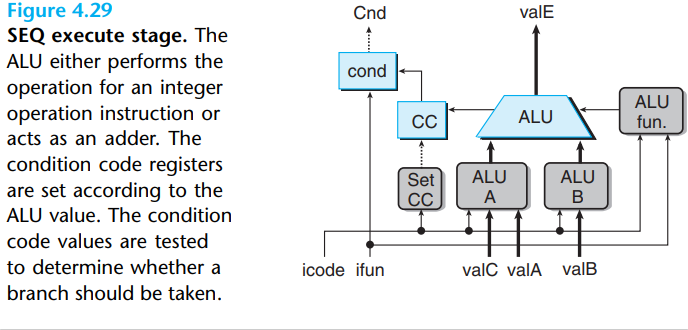 Figure 4.29
SEQ execute stage. The
ALU either performs the
operation for an integer
operation instruction or
acts as an adder. The
condition code registers
are set according to the
ALU value. The condition
code values are tested
to determine whether a
branch should be taken.
Cnd
valE
cond
CC
ALU
ALU
fun.
Set
CC
ALU
A
ALU
B
icode ifun
valC valA valB